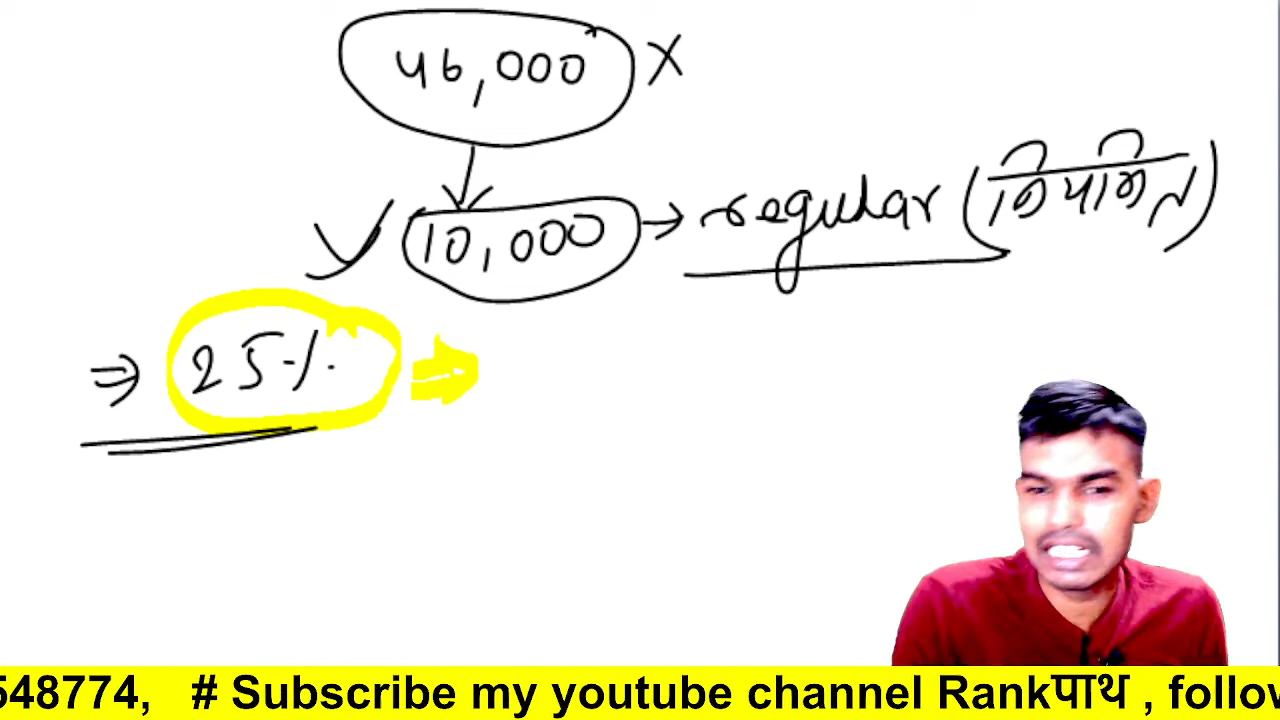 46,000 ×
✓ 10,000 → regular (नियमित)
⇒ 25% ⇒
548774, # Subscribe my youtube channel Rankपाथ , follow